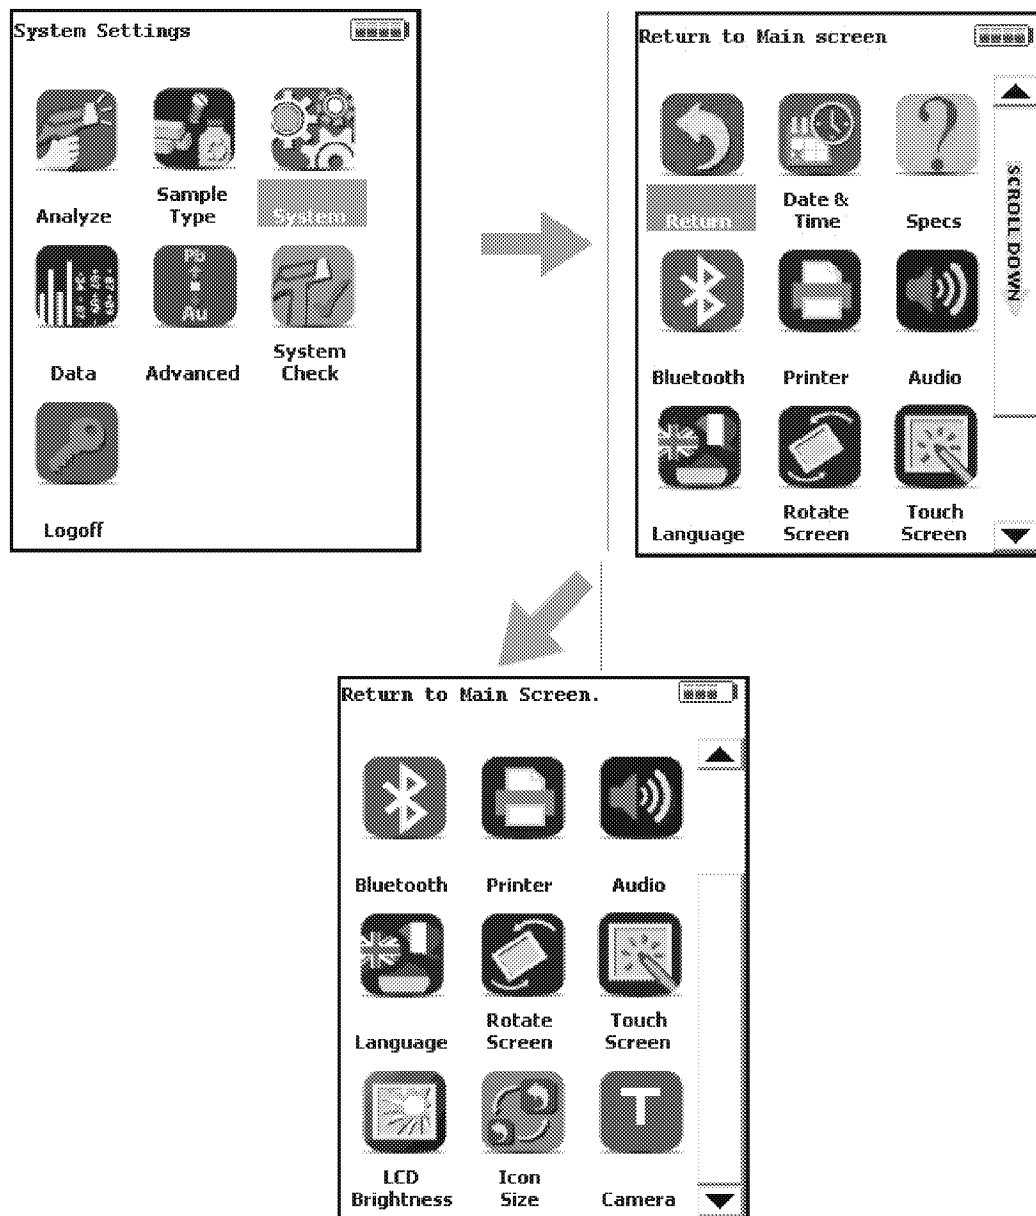 System Settings
Analyze
Sample
Type
System
Data
Pb
Au
Advanced
System
Check
Logoff
Return to Main screen
Return
Date &
Time
Specs
?
Bluetooth
Printer
Audio
Language
Rotate
Screen
Touch
Screen
SCROLL DOWN
Return to Main Screen.
Bluetooth
Printer
Audio
Language
Rotate
Screen
Touch
Screen
LCD
Brightness
Icon
Size
T
Camera